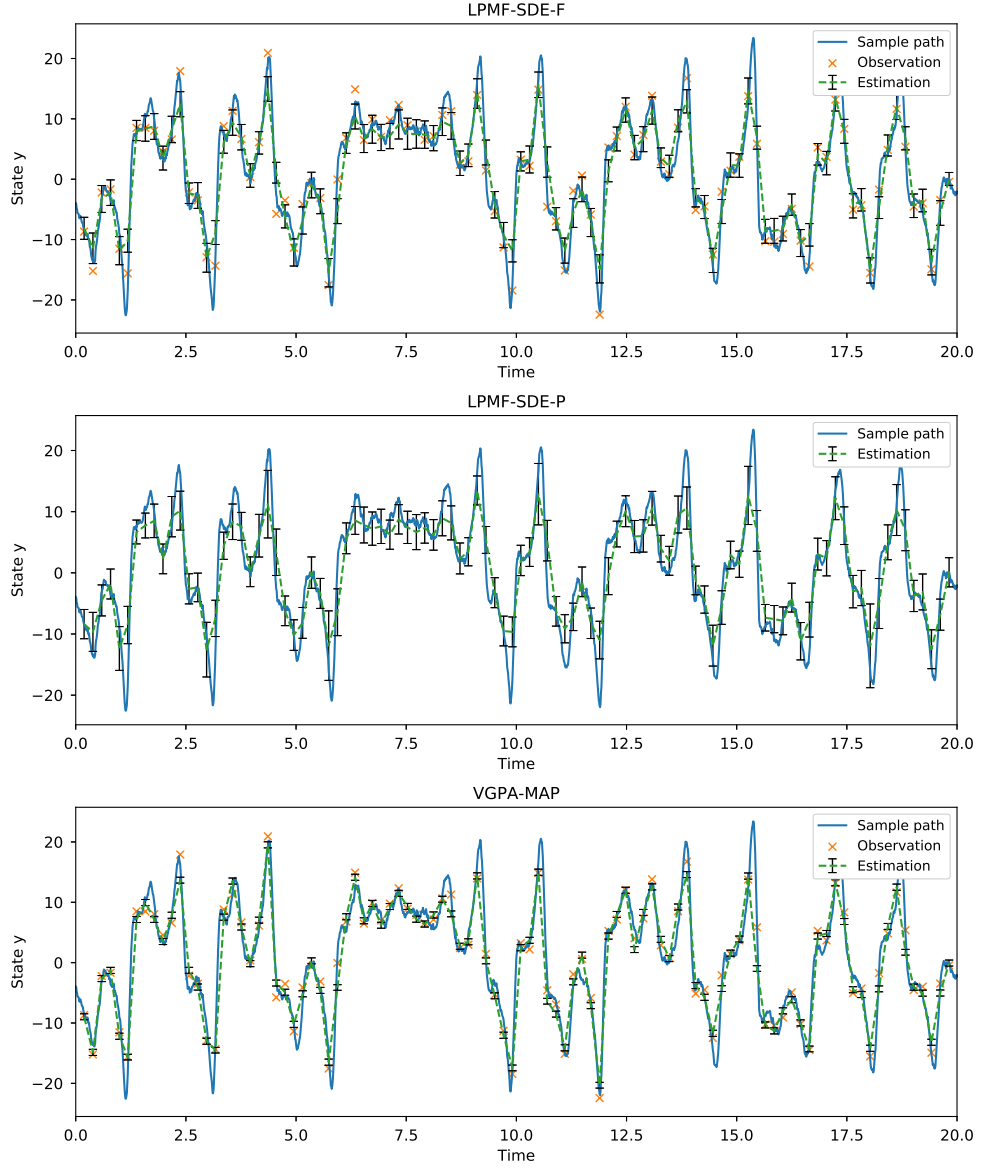 LPMF-SDE-F
Sample path
Observation
Estimation
State y
20
10
0
−10
−20
0.0 2.5 5.0 7.5 10.0 12.5 15.0 17.5 20.0
Time
LPMF-SDE-P
Sample path
Estimation
State y
20
10
0
−10
−20
0.0 2.5 5.0 7.5 10.0 12.5 15.0 17.5 20.0
Time
VGPA-MAP
Sample path
Observation
Estimation
State y
20
10
0
−10
−20
0.0 2.5 5.0 7.5 10.0 12.5 15.0 17.5 20.0
Time